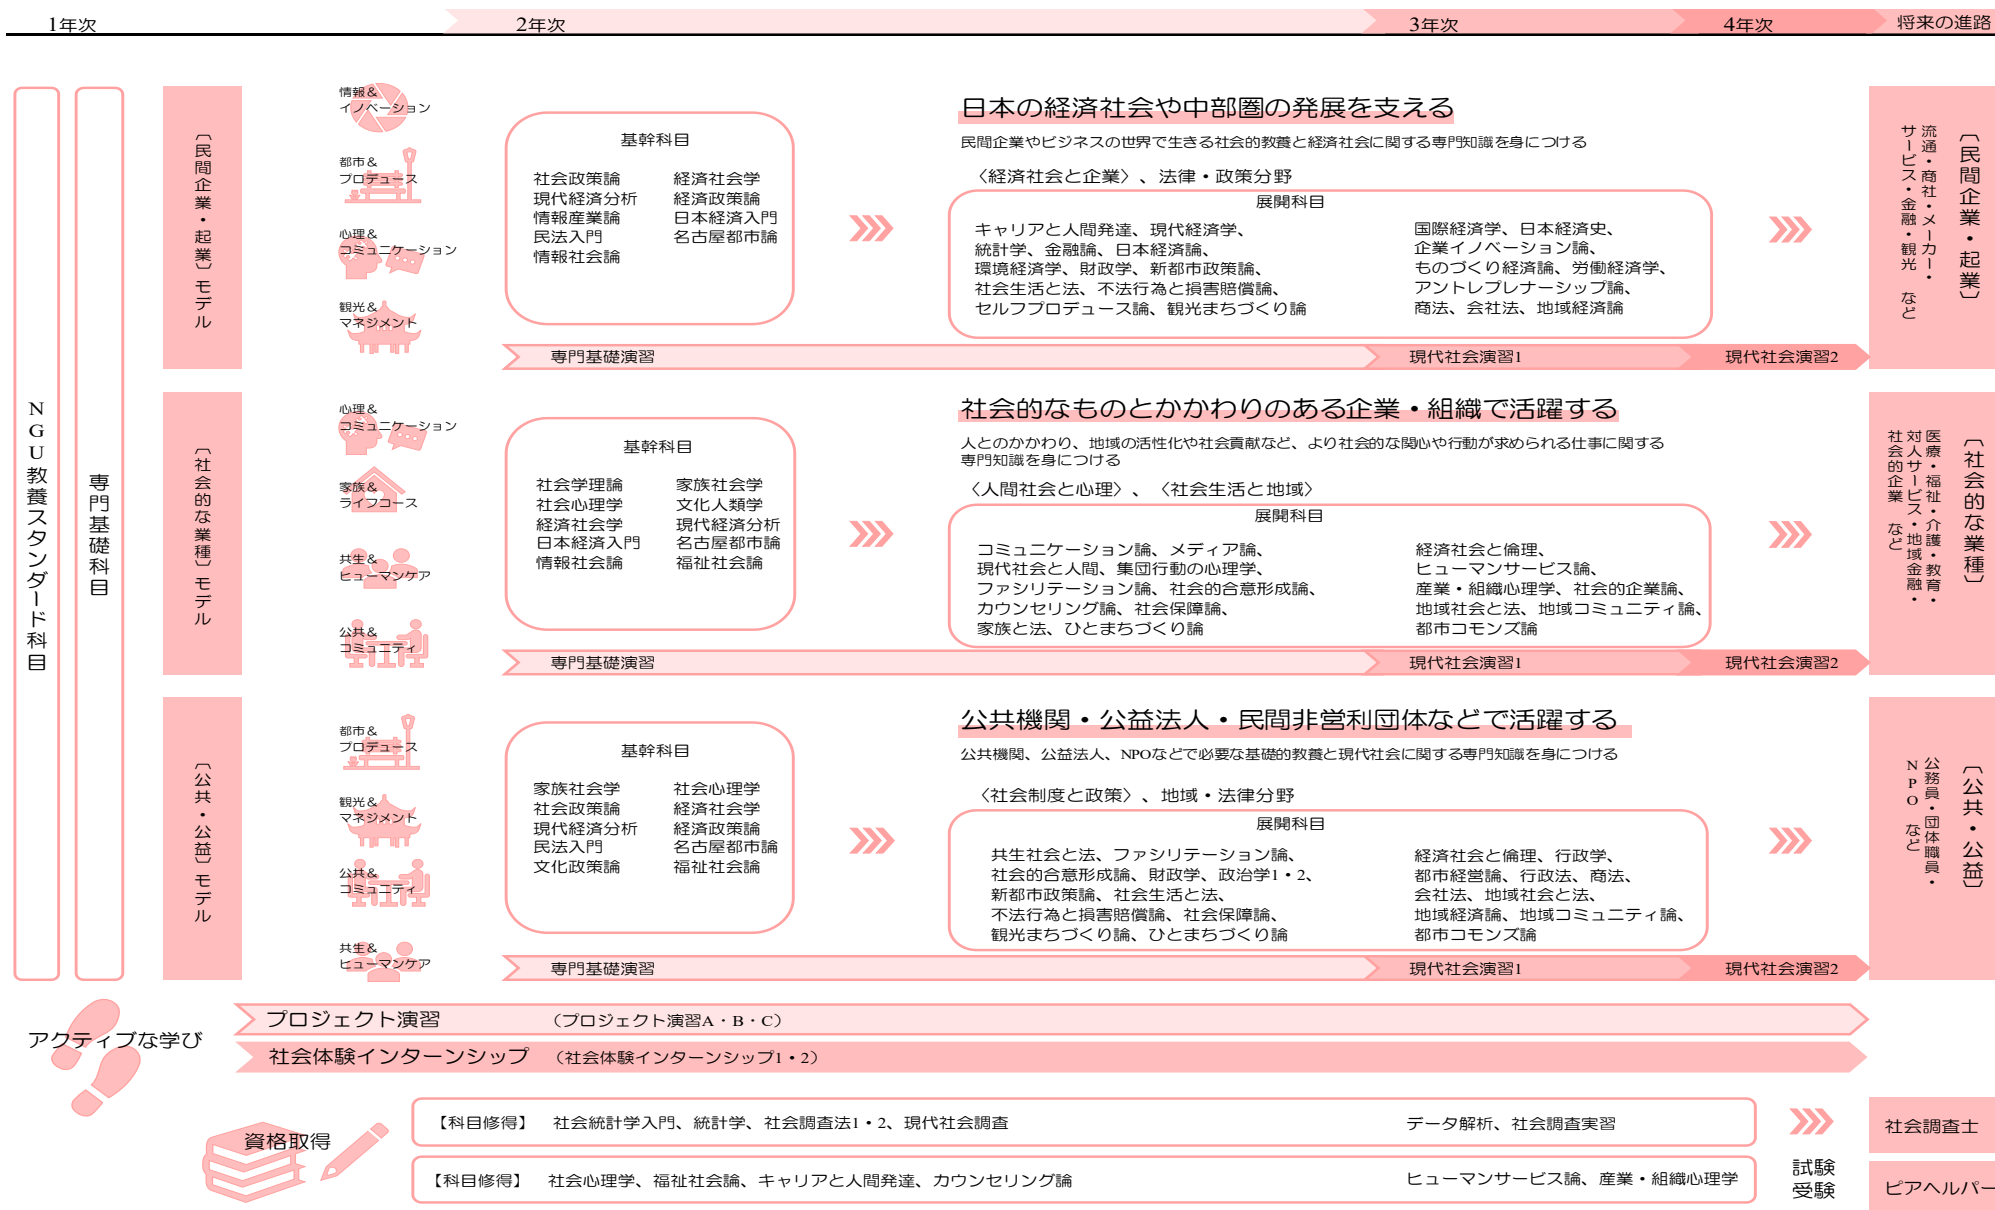 1年次
2年次
3年次
4年次
将来の進路
NGU教養スタンダード科目
専門基礎科目
〔民間企業・起業〕モデル
情報&
イノベーション
都市&
プロデュース
心理&
コミュニケーション
観光&
マネジメント
基幹科目
社会政策論 経済社会学
現代経済分析 経済政策論
情報産業論 日本経済入門
民法入門 名古屋都市論
情報社会論
日本の経済社会や中部圏の発展を支える
民間企業やビジネスの世界で生きる社会的教養と経済社会に関する専門知識を身につける
〈経済社会と企業〉、法律・政策分野
展開科目
キャリアと人間発達、現代経済学、
統計学、金融論、日本経済論、
環境経済学、財政学、新都市政策論、
社会生活と法、不法行為と損害賠償論、
セルフプロデュース論、観光まちづくり論
国際経済学、日本経済史、
企業イノベーション論、
ものづくり経済論、労働経済学、
アントレプレナーシップ論、
商法、会社法、地域経済論
専門基礎演習
現代社会演習1
現代社会演習2
〔民間企業・起業〕
流通・商社・メーカー・
サービス・金融・観光 など
〔社会的な業種〕モデル
心理&
コミュニケーション
家族&
ライフコース
共生&
ヒューマンケア
公共&
コミュニティ
基幹科目
社会学理論 家族社会学
社会心理学 文化人類学
経済社会学 現代経済分析
日本経済入門 名古屋都市論
情報社会論 福祉社会論
社会的なものとかかわりのある企業・組織で活躍する
人とのかかわり、地域の活性化や社会貢献など、より社会的な関心や行動が求められる仕事に関する
専門知識を身につける
〈人間社会と心理〉、〈社会生活と地域〉
展開科目
コミュニケーション論、メディア論、
現代社会と人間、集団行動の心理学、
ファシリテーション論、社会的合意形成論、
カウンセリング論、社会保障論、
家族と法、ひとまちづくり論
経済社会と倫理、
ヒューマンサービス論、
産業・組織心理学、社会的企業論、
地域社会と法、地域コミュニティ論、
都市コモンズ論
専門基礎演習
現代社会演習1
現代社会演習2
〔社会的な業種〕
医療・福祉・介護・教育・
対人サービス・地域金融・
社会的企業 など
〔公共・公益〕モデル
都市&
プロデュース
観光&
マネジメント
公共&
コミュニティ
共生&
ヒューマンケア
基幹科目
家族社会学 社会心理学
社会政策論 経済社会学
現代経済分析 経済政策論
民法入門 名古屋都市論
文化政策論 福祉社会論
公共機関・公益法人・民間非営利団体などで活躍する
公共機関、公益法人、NPOなどで必要な基礎的教養と現代社会に関する専門知識を身につける
〈社会制度と政策〉、地域・法律分野
展開科目
共生社会と法、ファシリテーション論、
社会的合意形成論、財政学、政治学1・2、
新都市政策論、社会生活と法、
不法行為と損害賠償論、社会保障論、
観光まちづくり論、ひとまちづくり論
経済社会と倫理、行政学、
都市経営論、行政法、商法、
会社法、地域社会と法、
地域経済論、地域コミュニティ論、
都市コモンズ論
専門基礎演習
現代社会演習1
現代社会演習2
〔公共・公益〕
公務員・団体職員・
NPO など
アクティブな学び
プロジェクト演習 （プロジェクト演習A・B・C）
社会体験インターンシップ （社会体験インターンシップ1・2）
資格取得
【科目修得】 社会統計学入門、統計学、社会調査法1・2、現代社会調査 データ解析、社会調査実習
社会調査士
【科目修得】 社会心理学、福祉社会論、キャリアと人間発達、カウンセリング論 ヒューマンサービス論、産業・組織心理学
試験
受験
ピアヘルパー